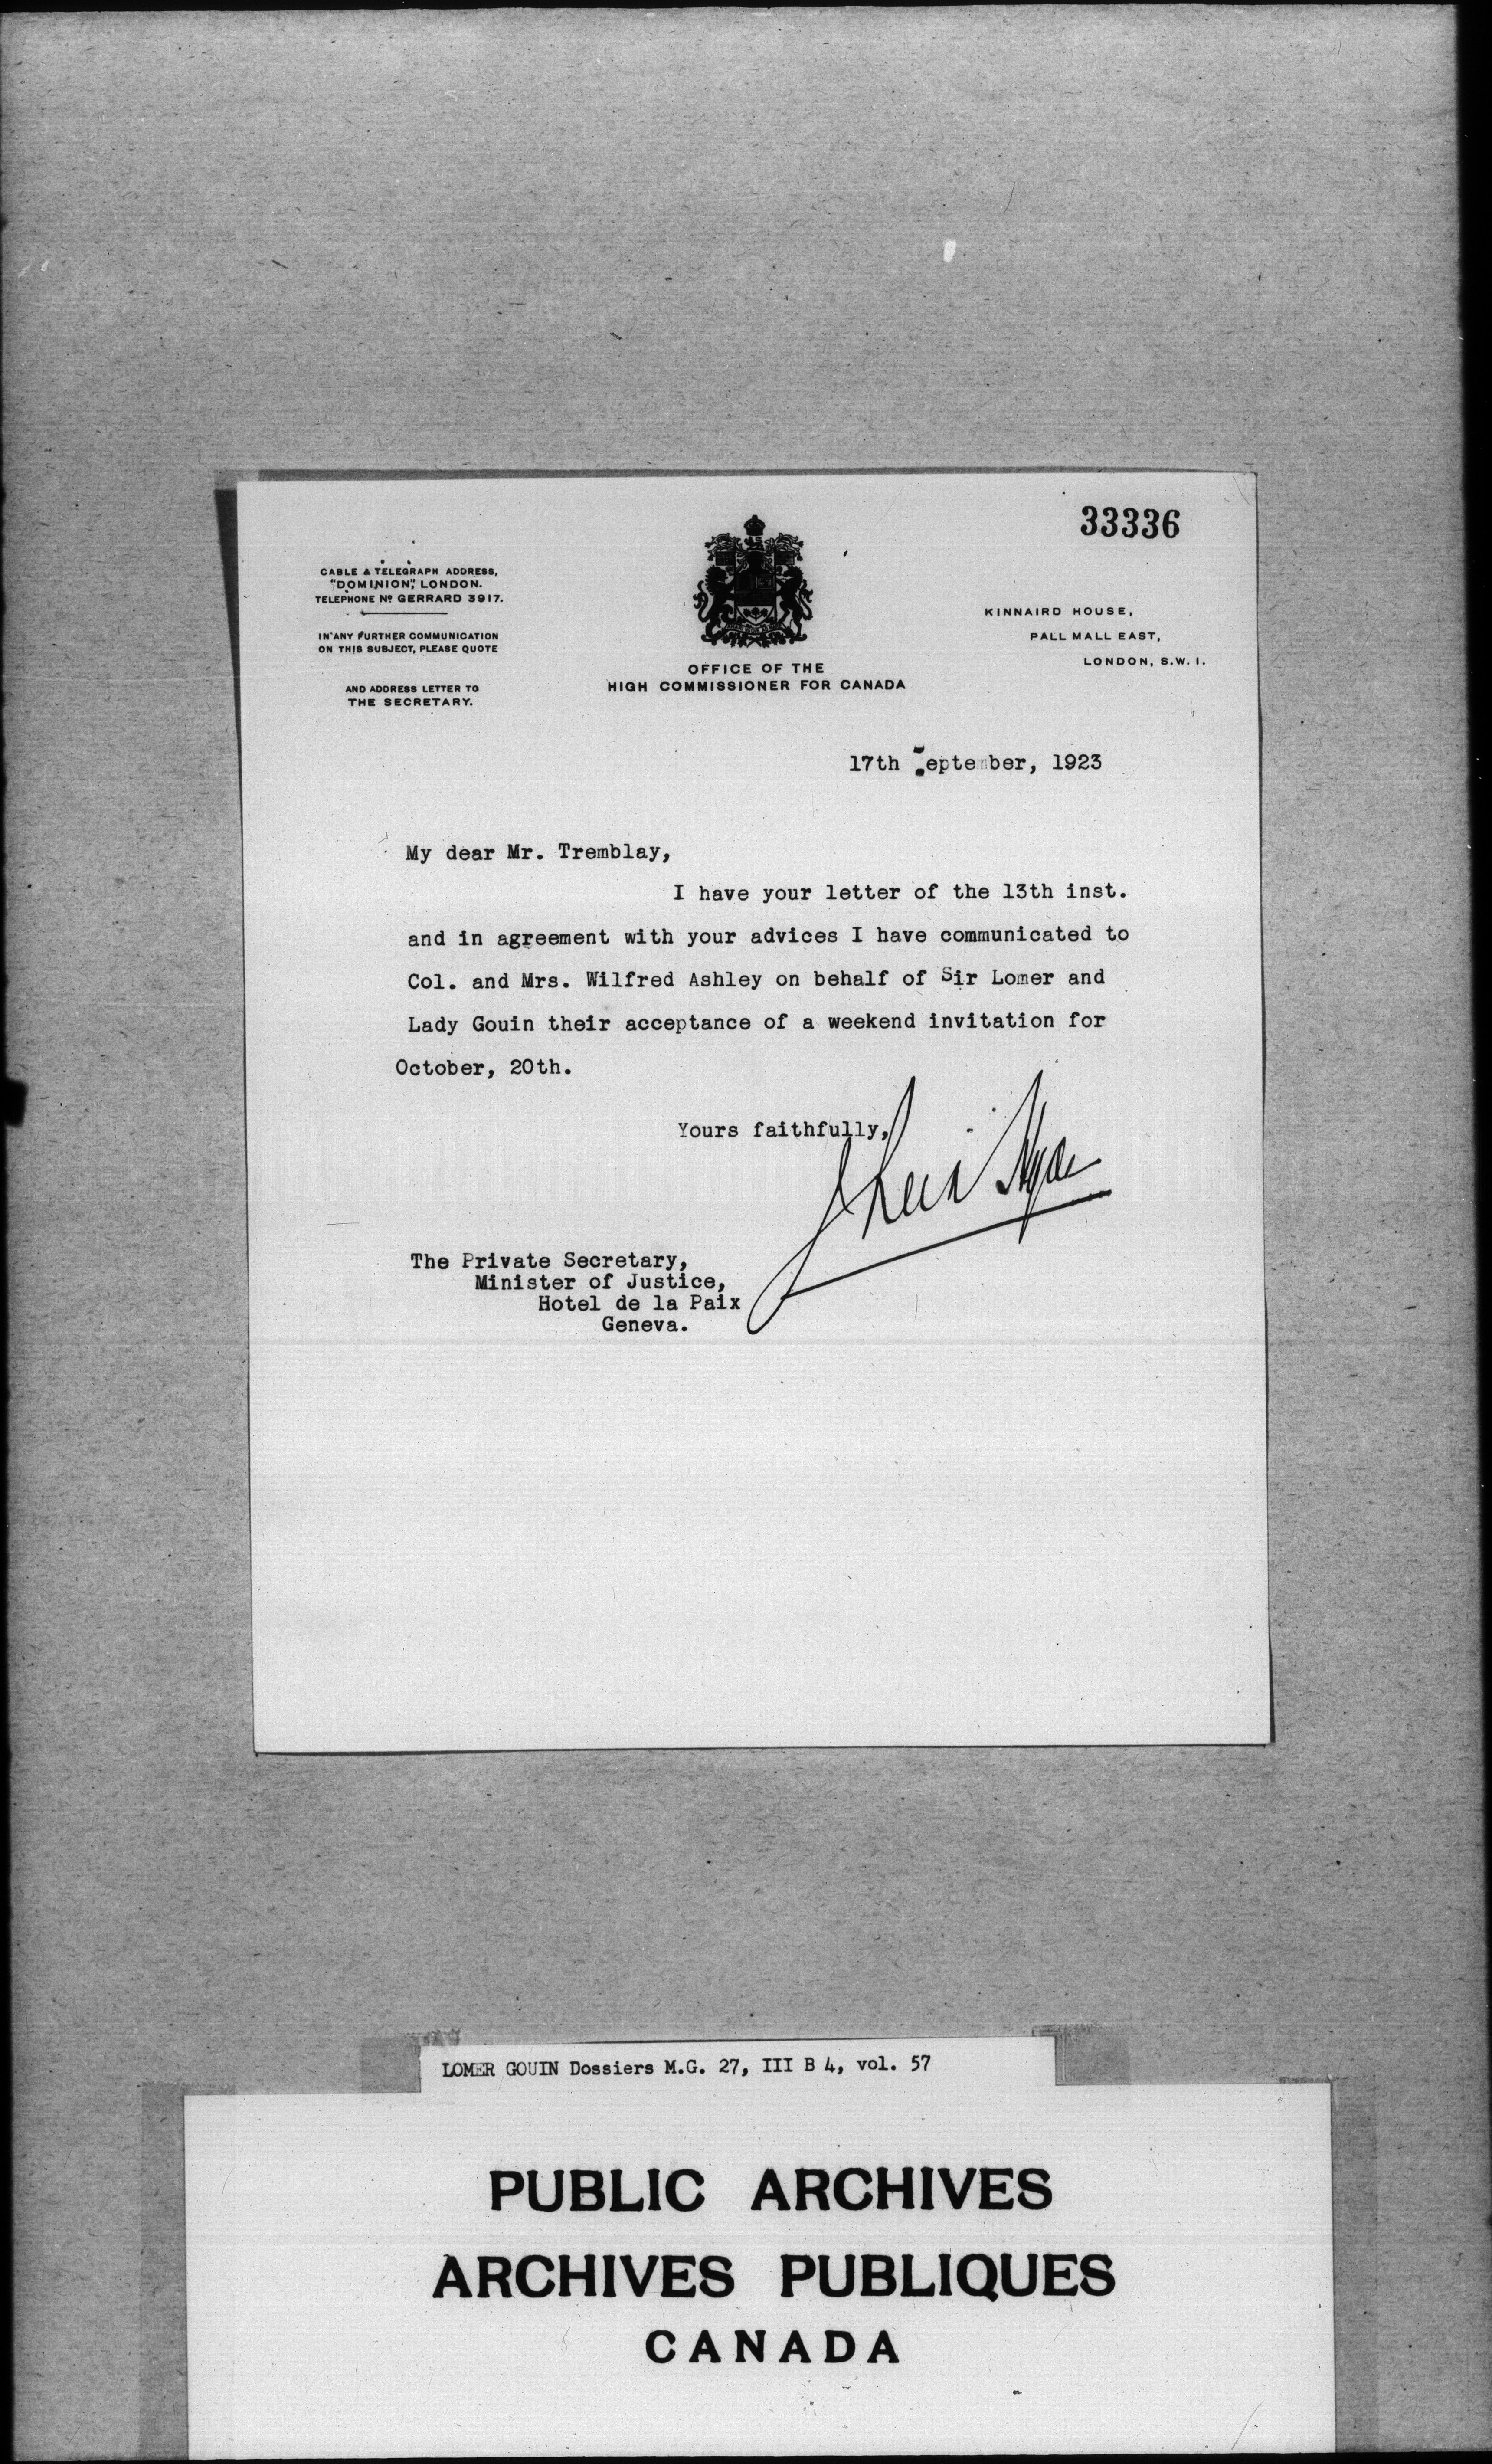 33336
CABLE & TELEGRAPH ADDRESS,
"DOMINION", LONDON.
TELEPHONE Nº GERRARD 3917.
IN ANY FURTHER COMMUNICATION
ON THIS SUBJECT, PLEASE QUOTE
AND ADDRESS LETTER TO
THE SECRETARY.
OFFICE OF THE
HIGH COMMISSIONER FOR CANADA
KINNAIRD HOUSE,
PALL MALL EAST,
LONDON, S.W. 1.
17th September, 1923
My dear Mr. Tremblay,
I have your letter of the 13th inst.
and in agreement with your advices I have communicated to
Col. and Mrs. Wilfred Ashley on behalf of Sir Lomer and
Lady Gouin their acceptance of a weekend invitation for
October, 20th.
Yours faithfully,
The Private Secretary,
Minister of Justice,
Hotel de la Paix
Geneva.
LOMER GOUIN Dossiers M.G. 27, III B 4, vol. 57
PUBLIC ARCHIVES
ARCHIVES PUBLIQUES
CANADA